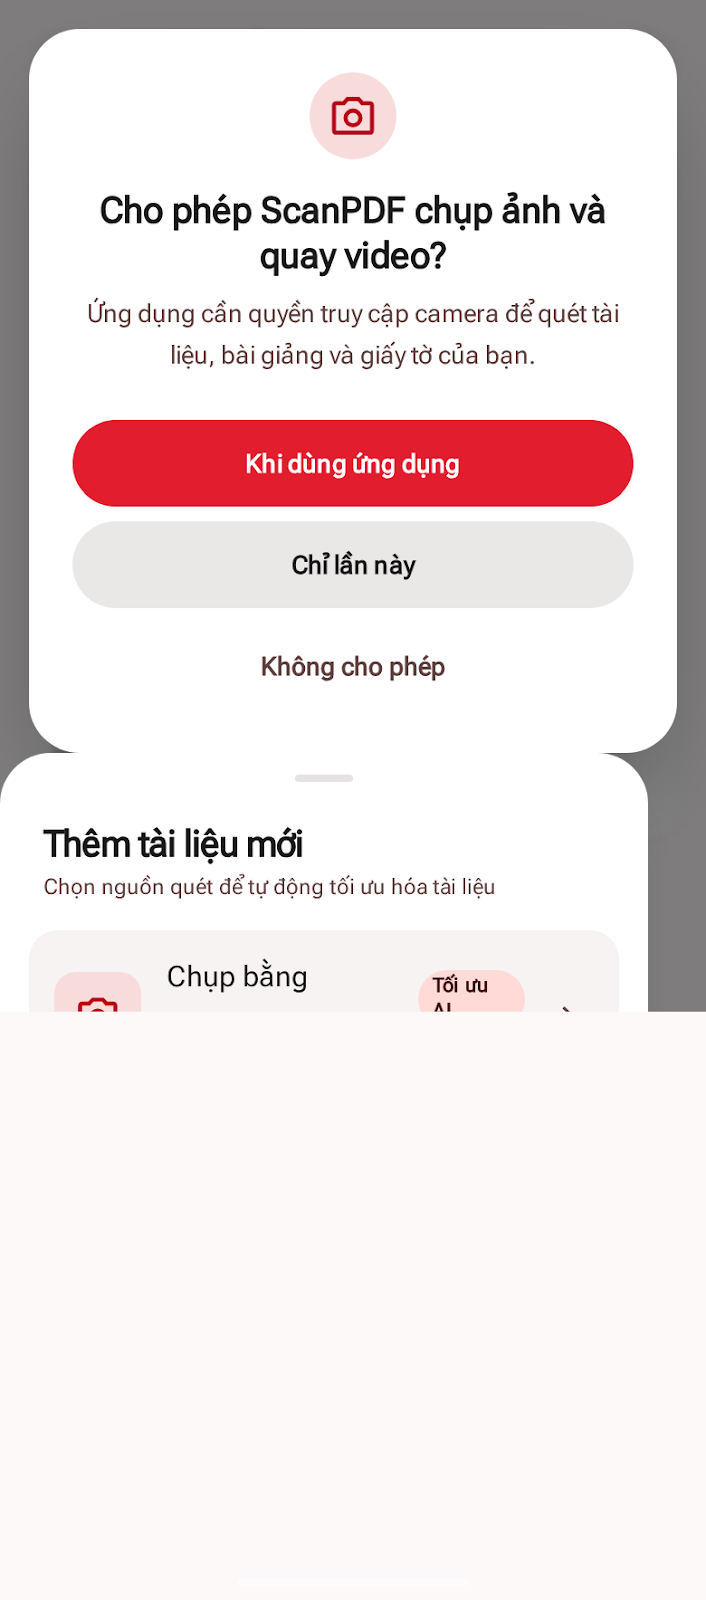 Cho phép ScanPDF chụp ảnh và
quay video?
Ứng dụng cần quyền truy cập camera để quét tài
liệu, bài giảng và giấy tờ của bạn.
Khi dùng ứng dụng
Chỉ lần này
Không cho phép
Thêm tài liệu mới
Chọn nguồn quét để tự động tối ưu hóa tài liệu
Chụp bằng
Tối ưu
AI